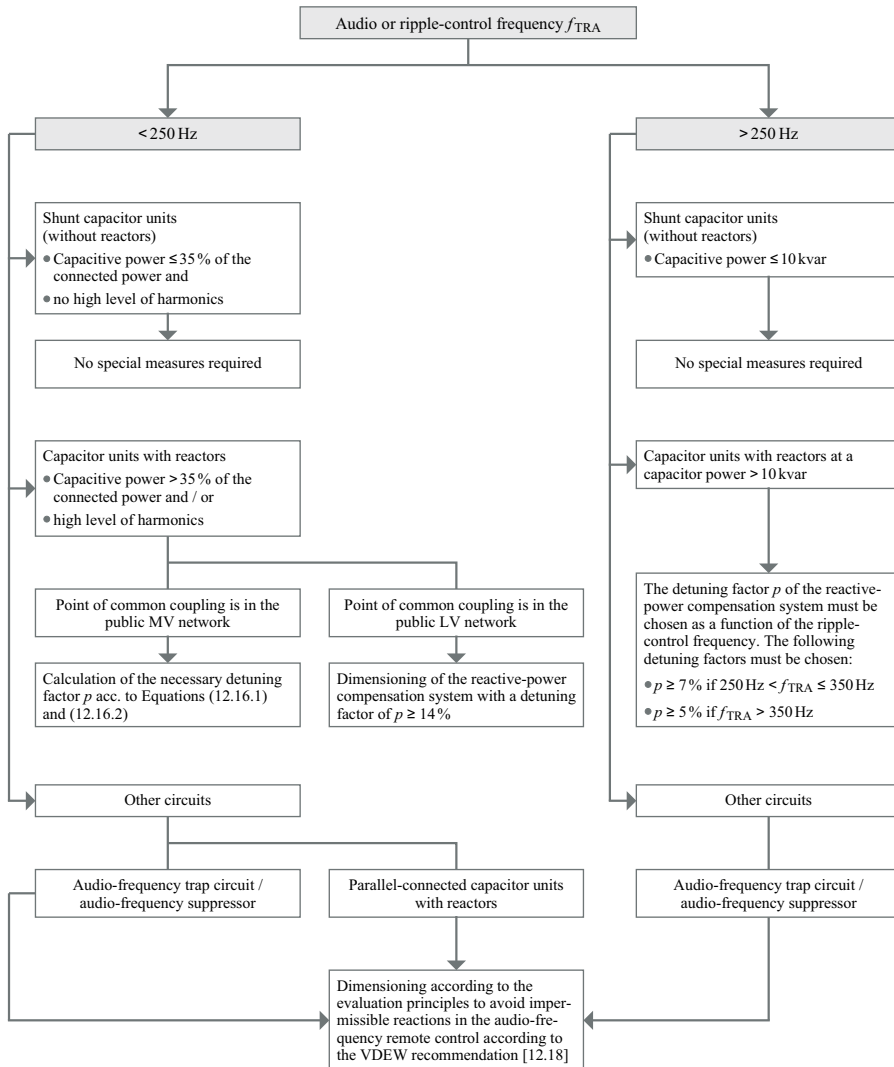 Audio or ripple-control frequency fTRA
< 250 Hz
> 250 Hz
Shunt capacitor units
(without reactors)
● Capacitive power ≤ 35 % of the
connected power and
● no high level of harmonics
Shunt capacitor units
(without reactors)
● Capacitive power ≤ 10 kvar
No special measures required
No special measures required
Capacitor units with reactors
● Capacitive power > 35 % of the
connected power and / or
● high level of harmonics
Capacitor units with reactors at a
capacitor power > 10 kvar
Point of common coupling is in the
public MV network
Point of common coupling is in the
public LV network
The detuning factor p of the reactive-
power compensation system must be
chosen as a function of the ripple-
control frequency. The following
detuning factors must be chosen:
● p ≥ 7 % if 250 Hz < fTRA ≤ 350 Hz
● p ≥ 5 % if fTRA > 350 Hz
Calculation of the necessary detuning
factor p acc. to Equations (12.16.1)
and (12.16.2)
Dimensioning of the reactive-power
compensation system with a detuning
factor of p ≥ 14 %
Other circuits
Other circuits
Audio-frequency trap circuit /
audio-frequency suppressor
Parallel-connected capacitor units
with reactors
Audio-frequency trap circuit /
audio-frequency suppressor
Dimensioning according to the
evaluation principles to avoid imper-
missible reactions in the audio-fre-
quency remote control according to
the VDEW recommendation [12.18]